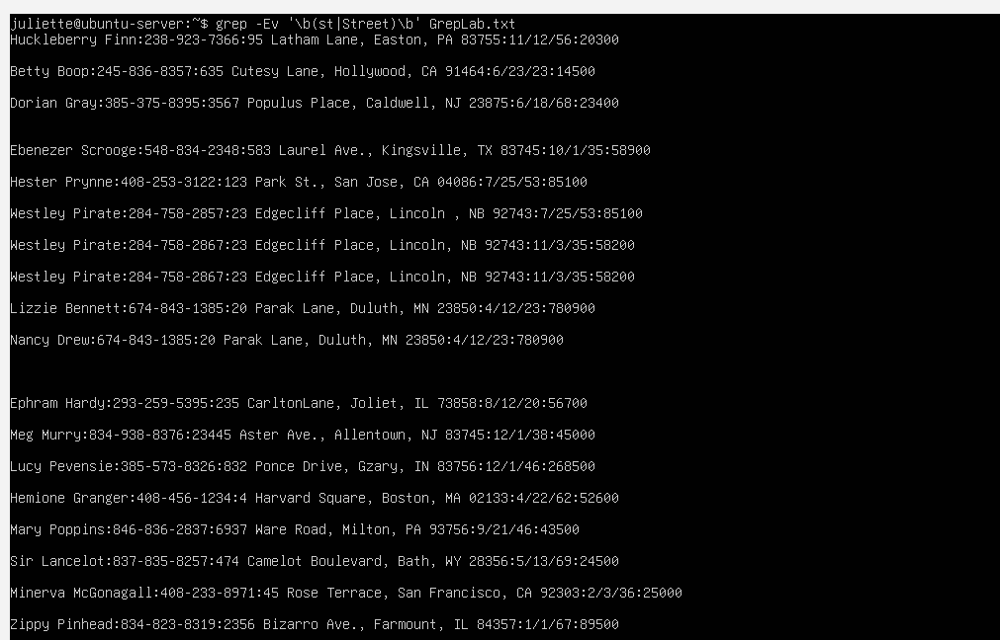 juliette@ubuntu-server:~$ grep -Ev '\b(st|Street)\b' GrepLab.txt
Huckleberry Finn:238-923-7366:95 Latham Lane, Easton, PA 83755:11/12/56:20300
Betty Boop:245-836-8357:635 Cutesy Lane, Hollywood, CA 91464:6/23/23:14500
Dorian Gray:385-375-8395:3567 Populus Place, Caldwell, NJ 23875:6/18/68:23400
Ebenezer Scrooge:548-834-2348:583 Laurel Ave., Kingsville, TX 83745:10/1/35:58900
Hester Prynne:408-253-3122:123 Park St., San Jose, CA 04086:7/25/53:85100
Westley Pirate:284-758-2857:23 Edgecliff Place, Lincoln , NB 92743:7/25/53:85100
Westley Pirate:284-758-2867:23 Edgecliff Place, Lincoln, NB 92743:11/3/35:58200
Westley Pirate:284-758-2867:23 Edgecliff Place, Lincoln, NB 92743:11/3/35:58200
Lizzie Bennett:674-843-1385:20 Parak Lane, Duluth, MN 23850:4/12/23:780900
Nancy Drew:674-843-1385:20 Parak Lane, Duluth, MN 23850:4/12/23:780900
Ephram Hardy:293-259-5395:235 CarltonLane, Joliet, IL 73858:8/12/20:56700
Meg Murry:834-938-8376:23445 Aster Ave., Allentown, NJ 83745:12/1/38:45000
Lucy Pevensie:385-573-8326:832 Ponce Drive, Gzary, IN 83756:12/1/46:268500
Hemione Granger:408-456-1234:4 Harvard Square, Boston, MA 02133:4/22/62:52600
Mary Poppins:846-836-2837:6937 Ware Road, Milton, PA 93756:9/21/46:43500
Sir Lancelot:837-835-8257:474 Camelot Boulevard, Bath, WY 28356:5/13/69:24500
Minerva McGonagall:408-233-8971:45 Rose Terrace, San Francisco, CA 92303:2/3/36:25000
Zippy Pinhead:834-823-8319:2356 Bizarro Ave., Farmount, IL 84357:1/1/67:89500